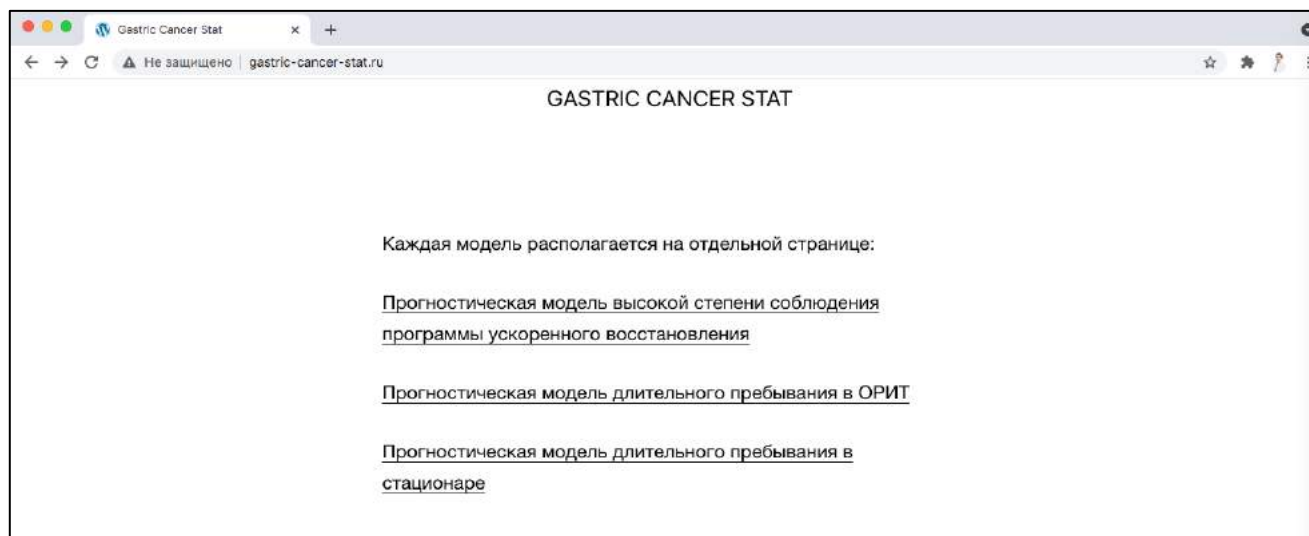 Gastric Cancer Stat
Не защищено | gastric-cancer-stat.ru
GASTRIC CANCER STAT
Каждая модель располагается на отдельной странице:
Прогностическая модель высокой степени соблюдения
программы ускоренного восстановления
Прогностическая модель длительного пребывания в ОРИТ
Прогностическая модель длительного пребывания в
стационаре